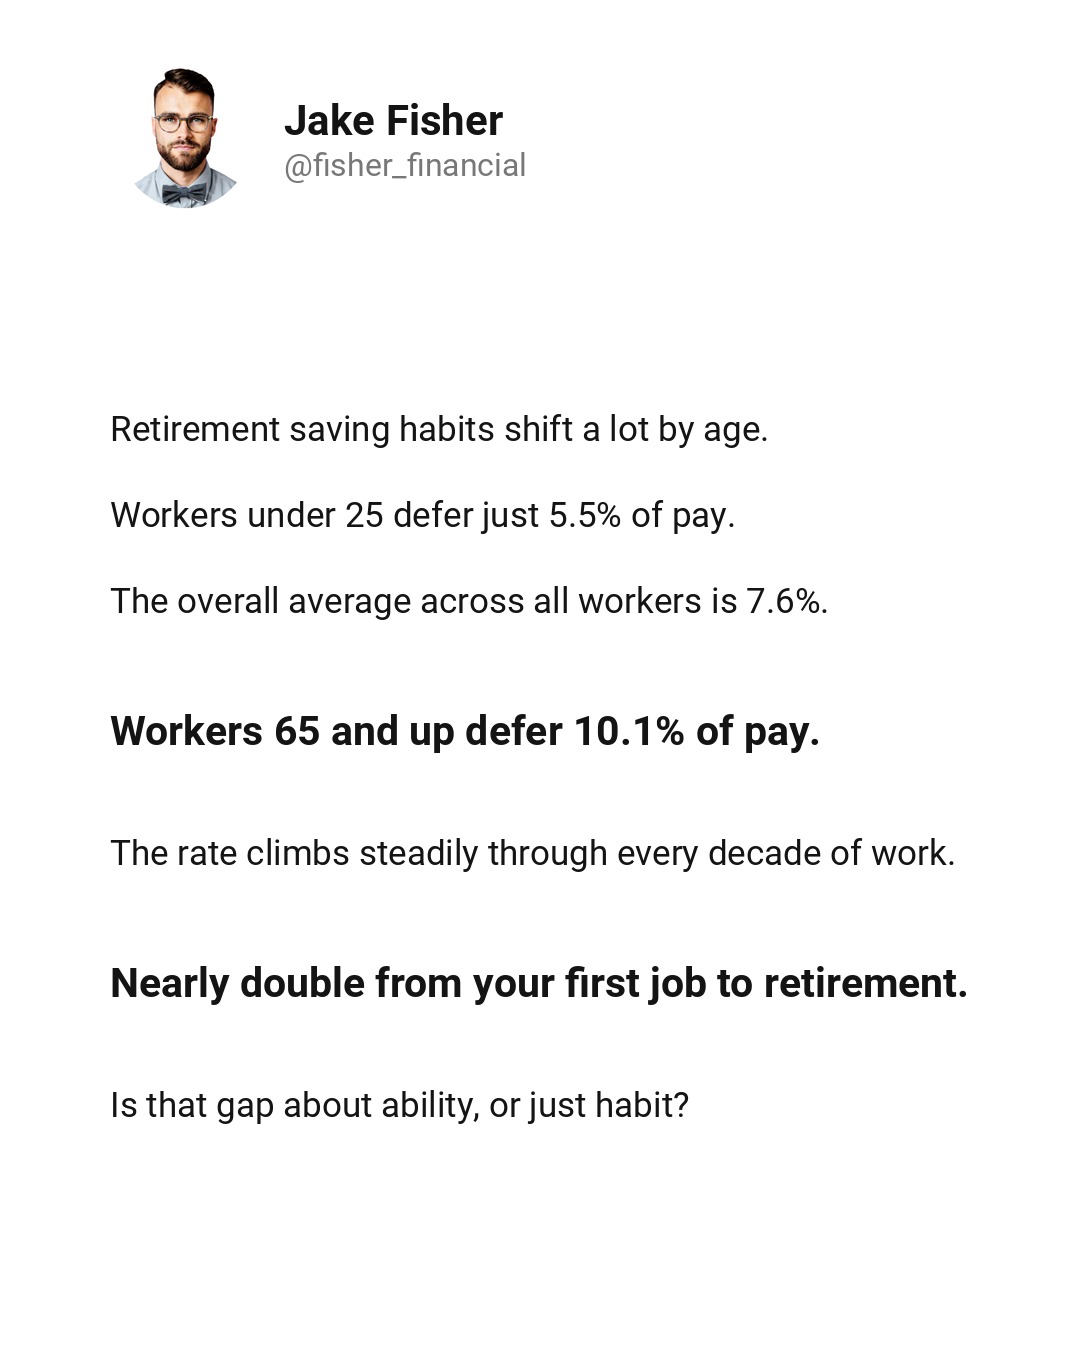 Jake Fisher
@fisher_financial
Retirement saving habits shift a lot by age.
Workers under 25 defer just 5.5% of pay.
The overall average across all workers is 7.6%.
Workers 65 and up defer 10.1% of pay.
The rate climbs steadily through every decade of work.
Nearly double from your first job to retirement.
Is that gap about ability, or just habit?